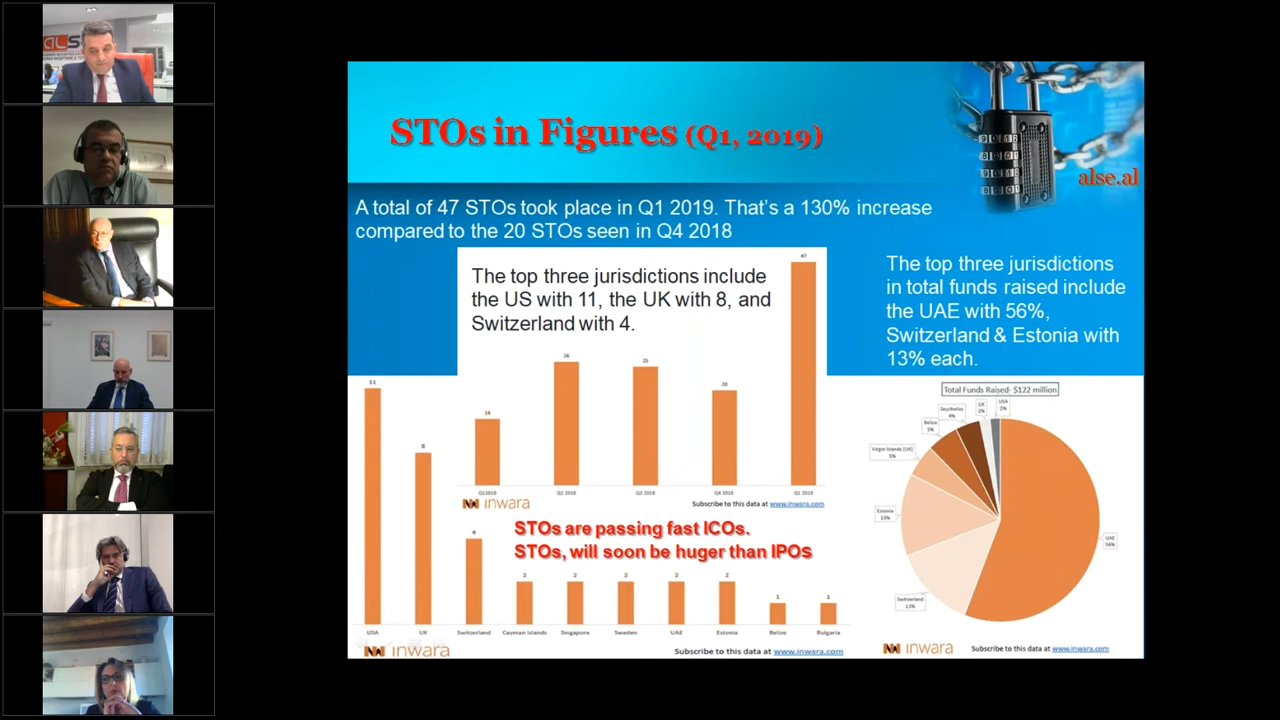 ALS
STOs in Figures (Q1, 2019)
alse.al
A total of 47 STOs took place in Q1 2019. That's a 130% increase
compared to the 20 STOs seen in Q4 2018
The top three jurisdictions include
the US with 11, the UK with 8, and
Switzerland with 4.
47
26
25
20
14
Q12018
Q2 2018
Q3 2018
Q4 2018
Q1 2019
inwara
Subscribe to this data at www.inwara.com
The top three jurisdictions
in total funds raised include
the UAE with 56%,
Switzerland & Estonia with
13% each.
STOs are passing fast ICOs.
STOs, will soon be huger than IPOs
11
8
4
2
2
2
2
2
1
1
USA
UK
Switzerland
Cayman Islands
Singapore
Sweden
UAE
Estonia
Belize
Bulgaria
inwara
Subscribe to this data at www.inwara.com
Total Funds Raised- $122 million
USA
2%
UK
2%
Seychelles
4%
Belize
5%
Virgin Islands (UK)
5%
Estonia
13%
Switzerland
13%
UAE
56%
inwara
Subscribe to this data at www.inwara.com